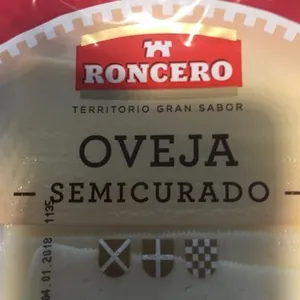 RONCERO
TERRITORIO GRAN SABOR
OVEJA
SEMICURADO
04.01.2018 1135